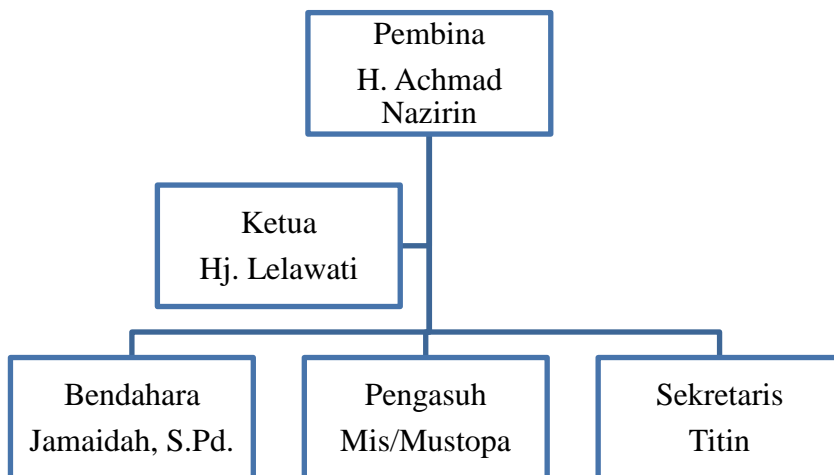 Pembina
H. Achmad
Nazirin
Ketua
Hj. Lelawati
Bendahara
Jamaidah, S.Pd.
Pengasuh
Mis/Mustopa
Sekretaris
Titin